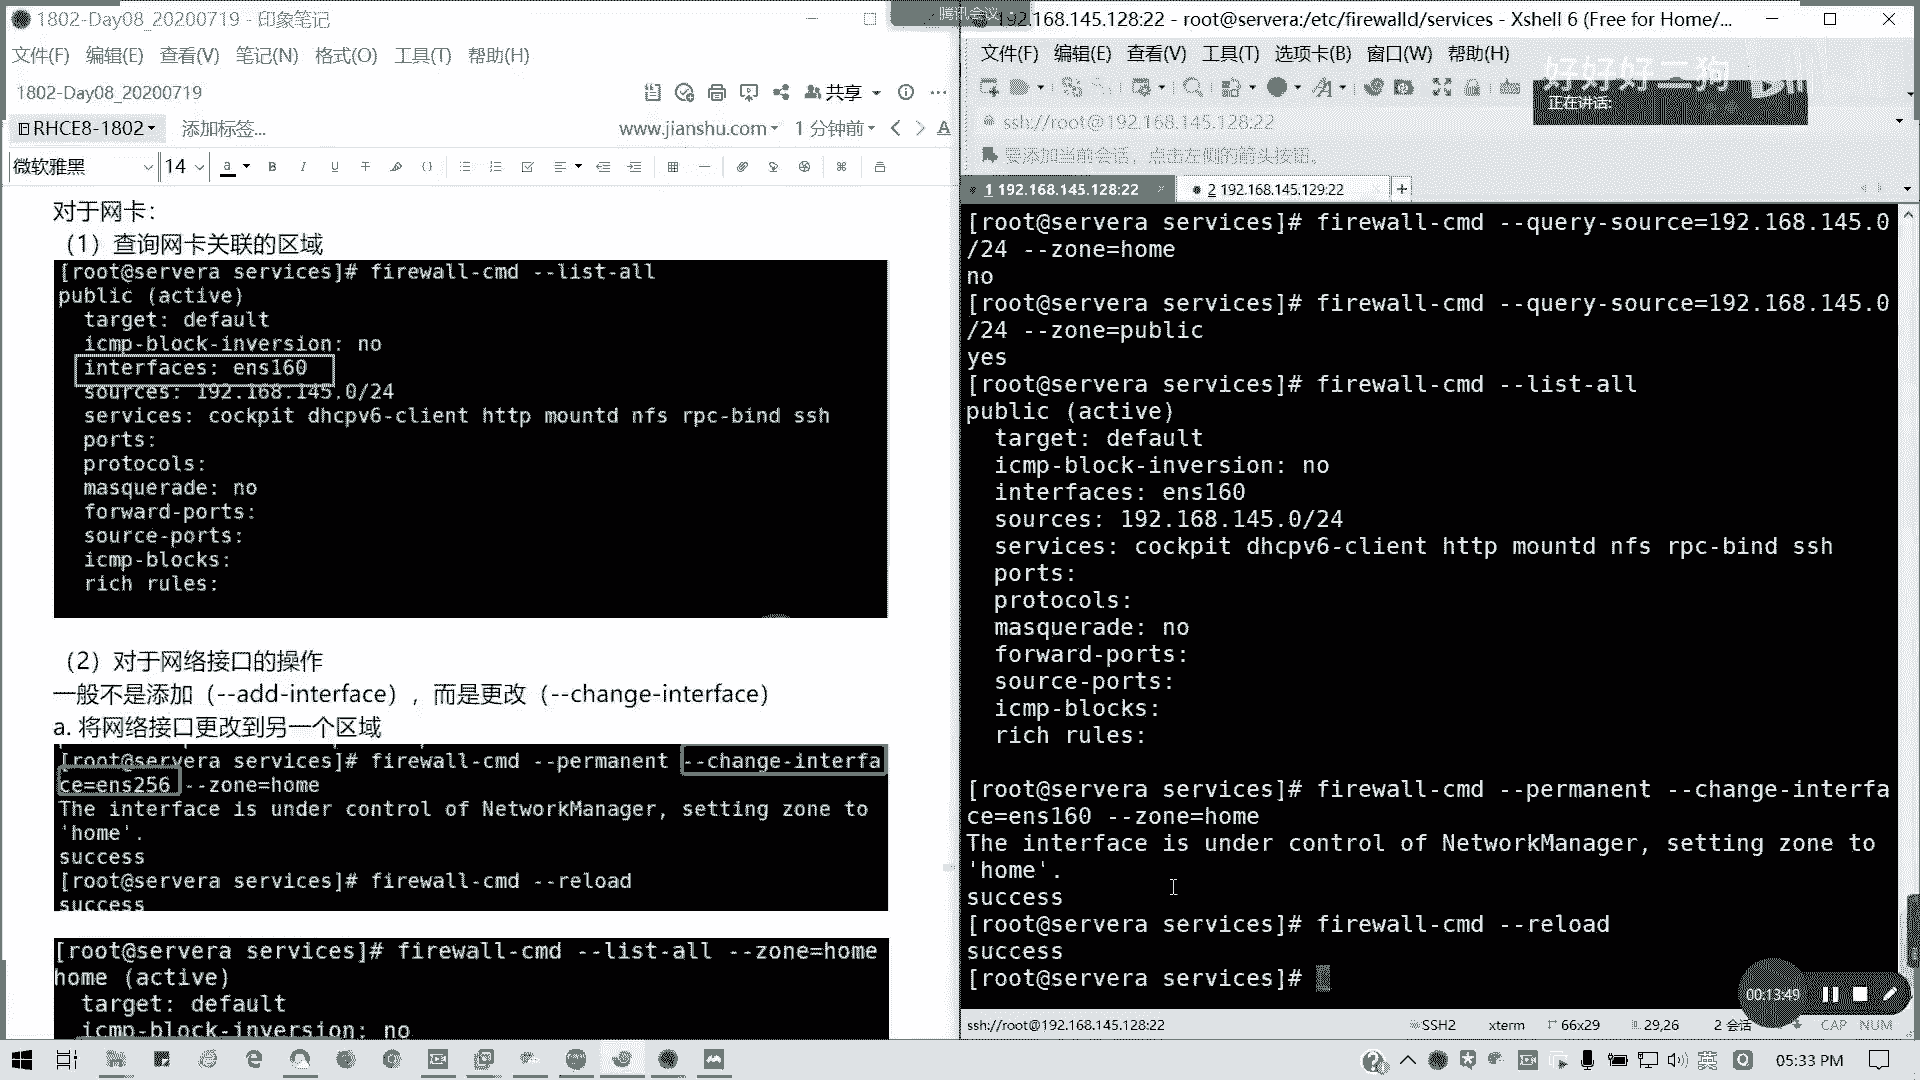 1802-Day08_20200719 - 印象笔记
文件(F) 编辑(E) 查看(V) 笔记(N) 格式(O) 工具(T) 帮助(H)
1802-Day08_20200719
共享
RHCE8-1802 添加标签... www.jianshu.com 1 分钟前
微软雅黑 14
对于网卡：
（1）查询网卡关联的区域
[root@servera services]# firewall-cmd --list-all
public (active)
target: default
icmp-block-inversion: no
interfaces: ens160
sources: 192.168.145.0/24
services: cockpit dhcpv6-client http mountd nfs rpc-bind ssh
ports:
protocols:
masquerade: no
forward-ports:
source-ports:
icmp-blocks:
rich rules:
（2）对于网络接口的操作
一般不是添加（--add-interface），而是更改（--change-interface）
a. 将网络接口更改到另一个区域
[root@servera services]# firewall-cmd --permanent --change-interfa
ce=ens256 --zone=home
The interface is under control of NetworkManager, setting zone to
'home'.
success
[root@servera services]# firewall-cmd --reload
success
[root@servera services]# firewall-cmd --list-all --zone=home
home (active)
target: default
icmp-block-inversion: no
腾讯会议
192.168.145.128:22 - root@servera:/etc/firewalld/services - Xshell 6 (Free for Home/...
文件(F) 编辑(E) 查看(V) 工具(T) 选项卡(B) 窗口(W) 帮助(H)
好好好二狗
正在讲话:
ssh://root@192.168.145.128:22
要添加当前会话，点击左侧的箭头按钮。
1 192.168.145.128:22
2 192.168.145.129:22
[root@servera services]# firewall-cmd --query-source=192.168.145.0
/24 --zone=home
no
[root@servera services]# firewall-cmd --query-source=192.168.145.0
/24 --zone=public
yes
[root@servera services]# firewall-cmd --list-all
public (active)
target: default
icmp-block-inversion: no
interfaces: ens160
sources: 192.168.145.0/24
services: cockpit dhcpv6-client http mountd nfs rpc-bind ssh
ports:
protocols:
masquerade: no
forward-ports:
source-ports:
icmp-blocks:
rich rules:
[root@servera services]# firewall-cmd --permanent --change-interfa
ce=ens160 --zone=home
The interface is under control of NetworkManager, setting zone to
'home'.
success
[root@servera services]# firewall-cmd --reload
success
[root@servera services]#
00:13:49
ssh://root@192.168.145.128:22 SSH2 xterm 66x29 29,26 2 会话 CAP NUM
英 05:33 PM